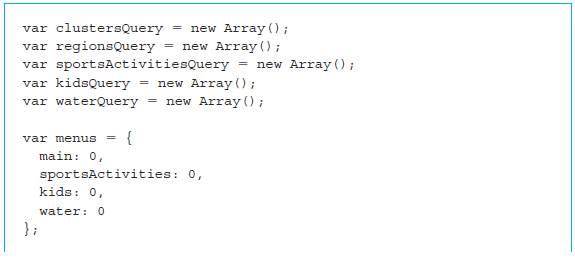 var clustersQuery = new Array();
var regionsQuery = new Array();
var sportsActivitiesQuery = new Array();
var kidsQuery = new Array();
var waterQuery = new Array();

var menus = {
  main: 0,
  sportsActivities: 0,
  kids: 0,
  water: 0
};